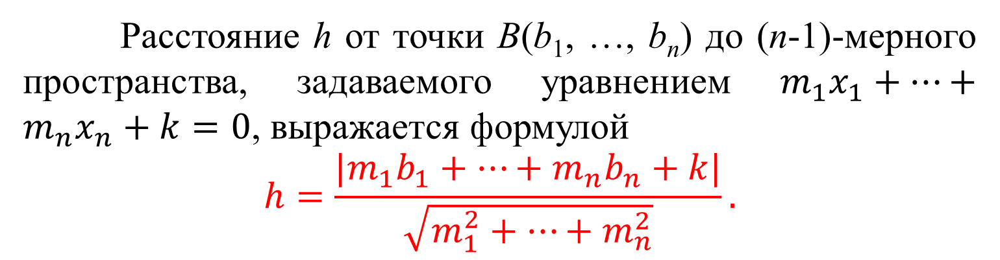 Расстояние h от точки B(b₁, …, bₙ) до (n-1)-мерного
пространства, задаваемого уравнением m₁x₁ + ⋯ +
mₙxₙ + k = 0, выражается формулой
h = |m₁b₁ + ⋯ + mₙbₙ + k| / √(m₁² + ⋯ + mₙ²) .